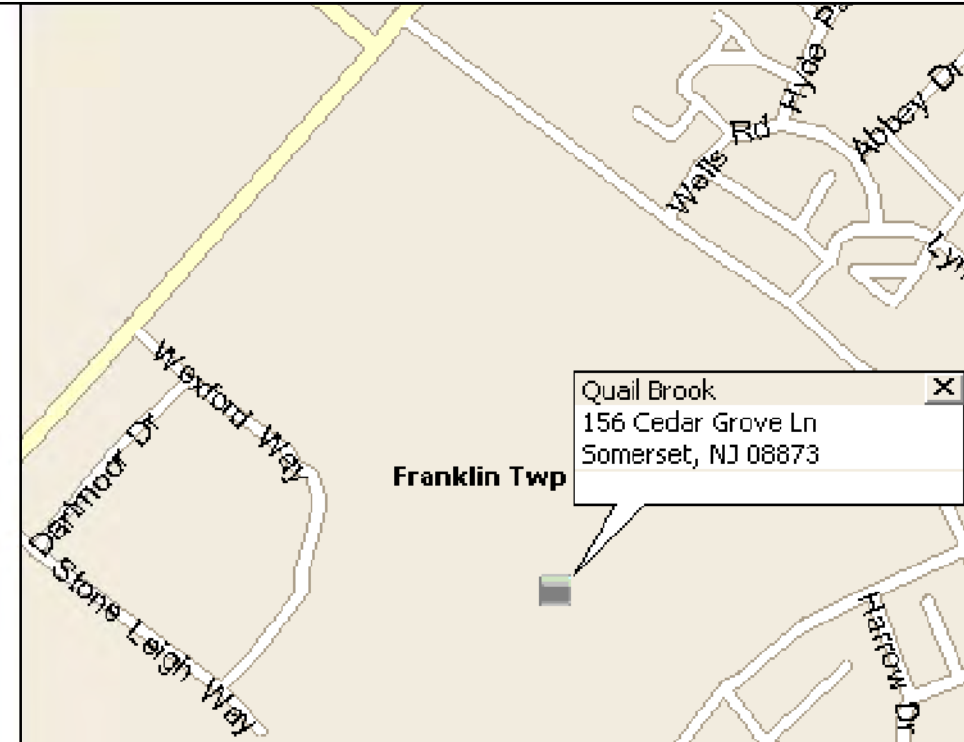 Hyde
Abbey Dr
Wells Rd
Wexford Way
Quail Brook
156 Cedar Grove Ln
Somerset, NJ 08873
Dartmoor Dr
Franklin Twp
Stone Leigh Way
Harrow Dr